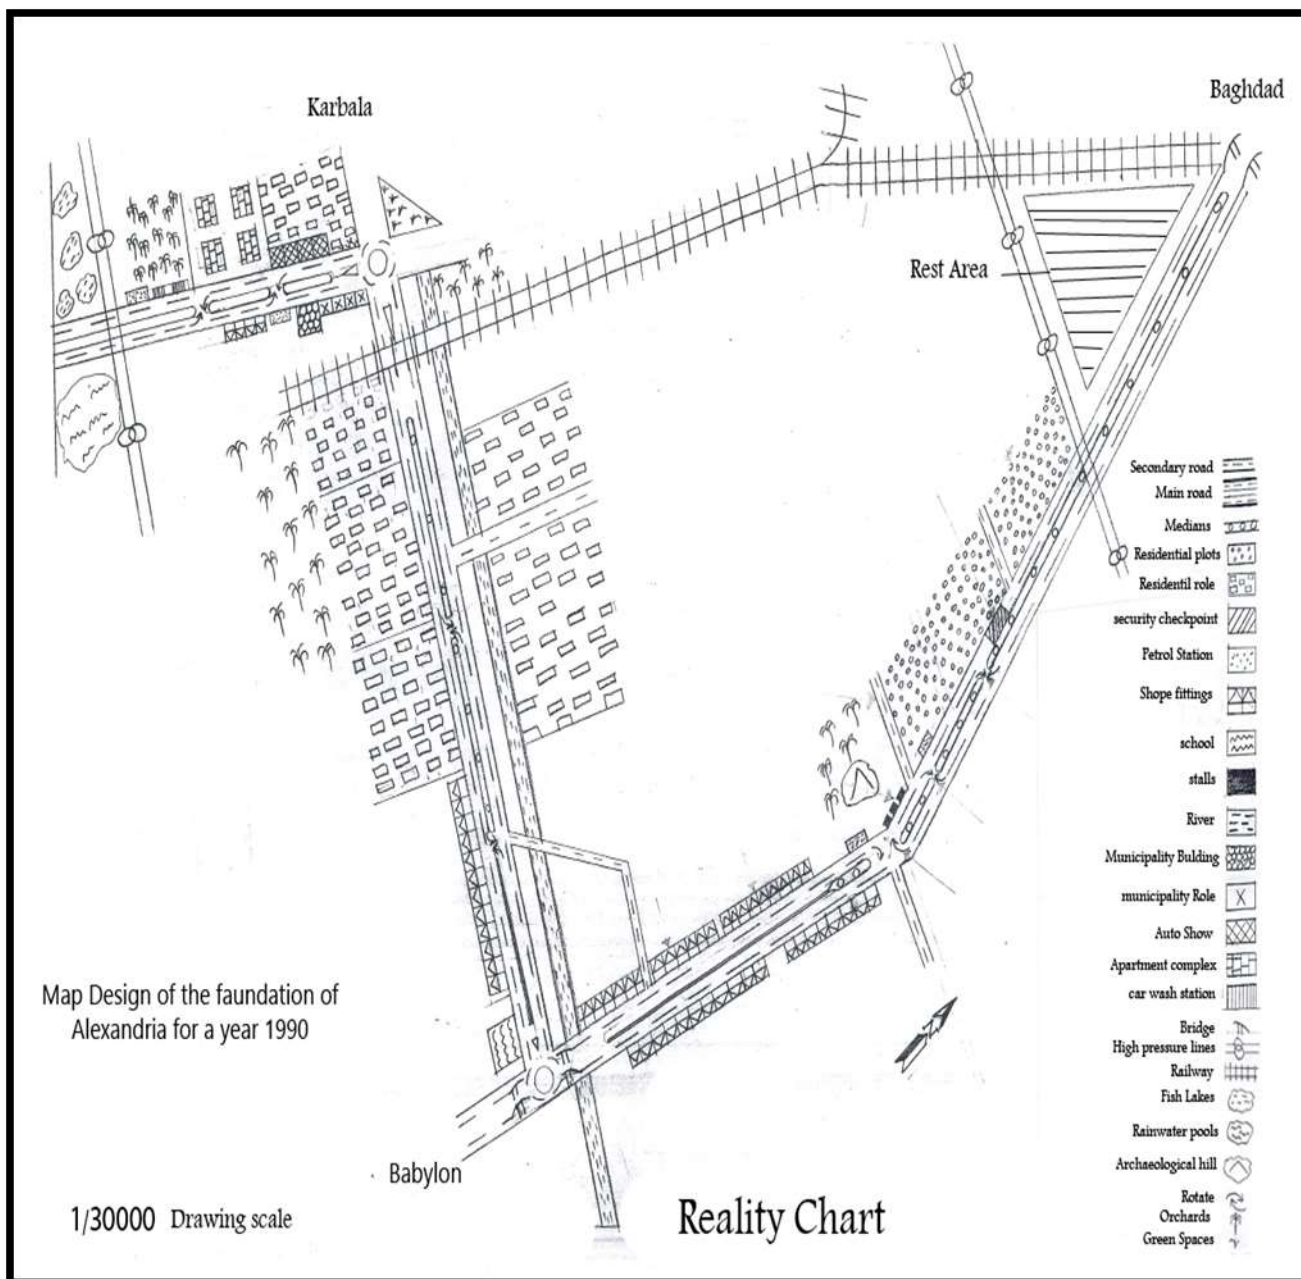 Karbala
Baghdad
Rest Area
Secondary road
Main road
Medians
Residential plots
Residentil role
security checkpoint
Petrol Station
Shope fittings
school
stalls
River
Municipality Bulding
municipality Role
X
Auto Show
Apartment complex
car wash station
Bridge
High pressure lines
Railway
Fish Lakes
Rainwater pools
Archaeological hill
Rotate
Orchards
Green Spaces
Map Design of the faundation of
Alexandria for a year 1990
Babylon
1/30000 Drawing scale
Reality Chart